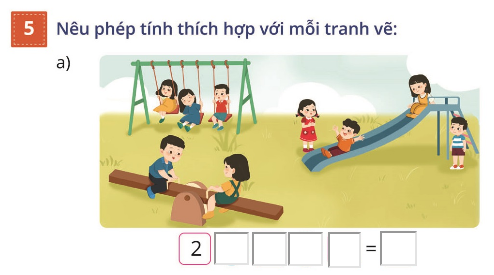 5 Nêu phép tính thích hợp với mỗi tranh vẽ:
a)
2 =